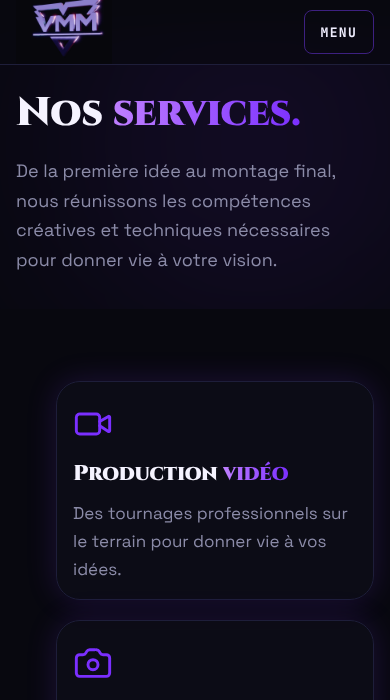 VMM
MENU
Nos services.
De la première idée au montage final,
nous réunissons les compétences
créatives et techniques nécessaires
pour donner vie à votre vision.
Production vidéo
Des tournages professionnels sur
le terrain pour donner vie à vos
idées.